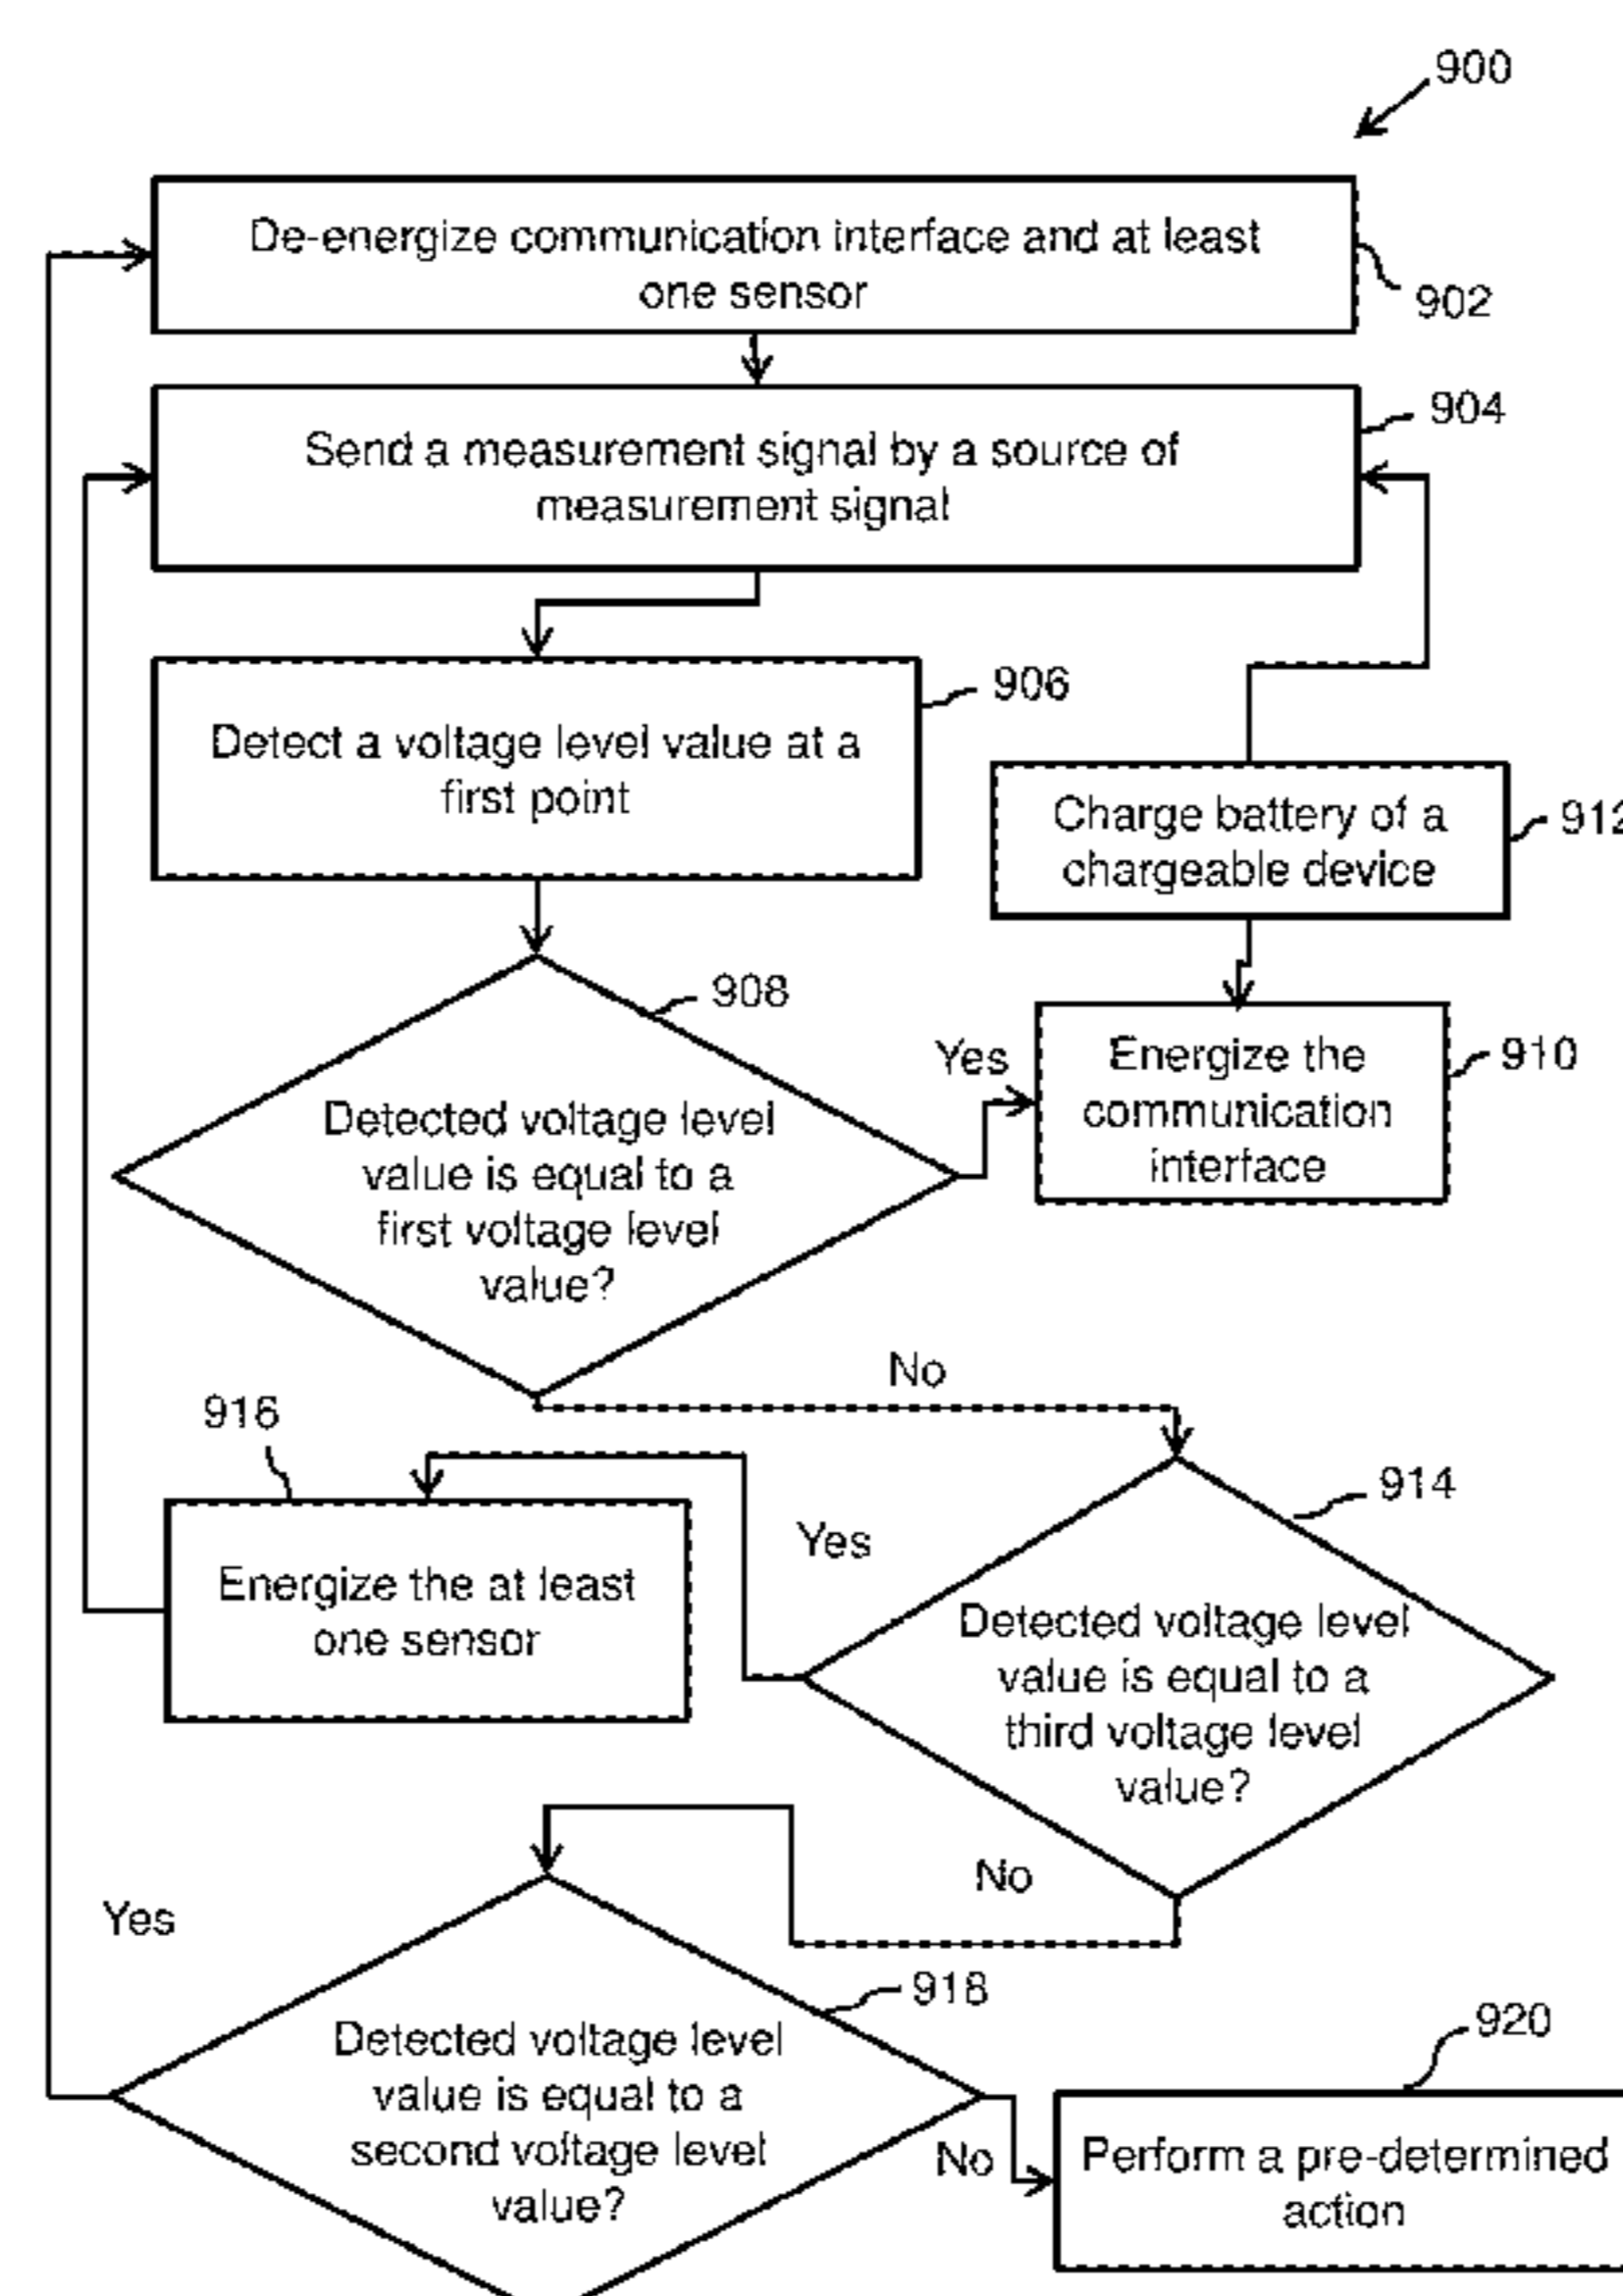 900
De-energize communication interface and at least
one sensor
902
904
Send a measurement signal by a source of
measurement signal
906
Detect a voltage level value at a
first point
Charge battery of a
chargeable device
912
908
Yes
Energize the
communication
interface
910
Detected voltage level
value is equal to a
first voltage level
value?
No
916
914
Yes
Energize the at least
one sensor
Detected voltage level
value is equal to a
third voltage level
value?
No
Yes
918
920
Detected voltage level
value is equal to a
second voltage level
value?
No
Perform a pre-determined
action